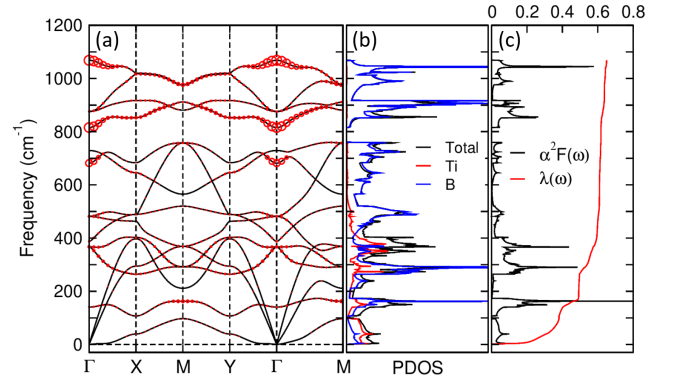 0 0.2 0.4 0.6 0.8
(a) (b) (c)
1200
1000
800
600
400
200
0
Frequency (cm⁻¹)
Total
Ti
B
α²F(ω)
λ(ω)
Γ X M Y Γ M
PDOS